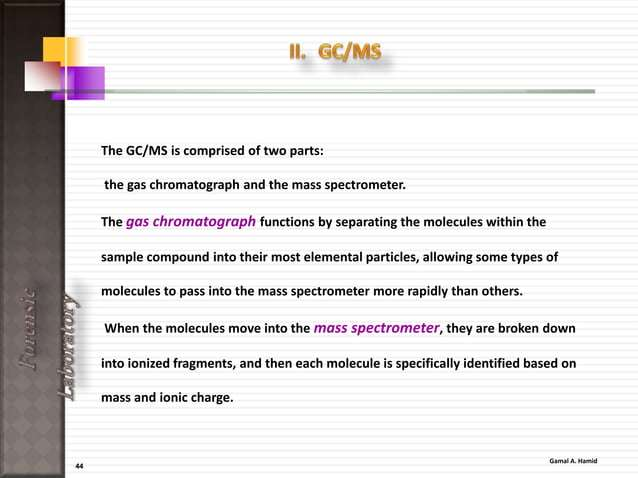 II. GC/MS
The GC/MS is comprised of two parts:
the gas chromatograph and the mass spectrometer.
The gas chromatograph functions by separating the molecules within the
sample compound into their most elemental particles, allowing some types of
molecules to pass into the mass spectrometer more rapidly than others.
When the molecules move into the mass spectrometer, they are broken down
into ionized fragments, and then each molecule is specifically identified based on
mass and ionic charge.
Forensic
Laboratory
44
Gamal A. Hamid